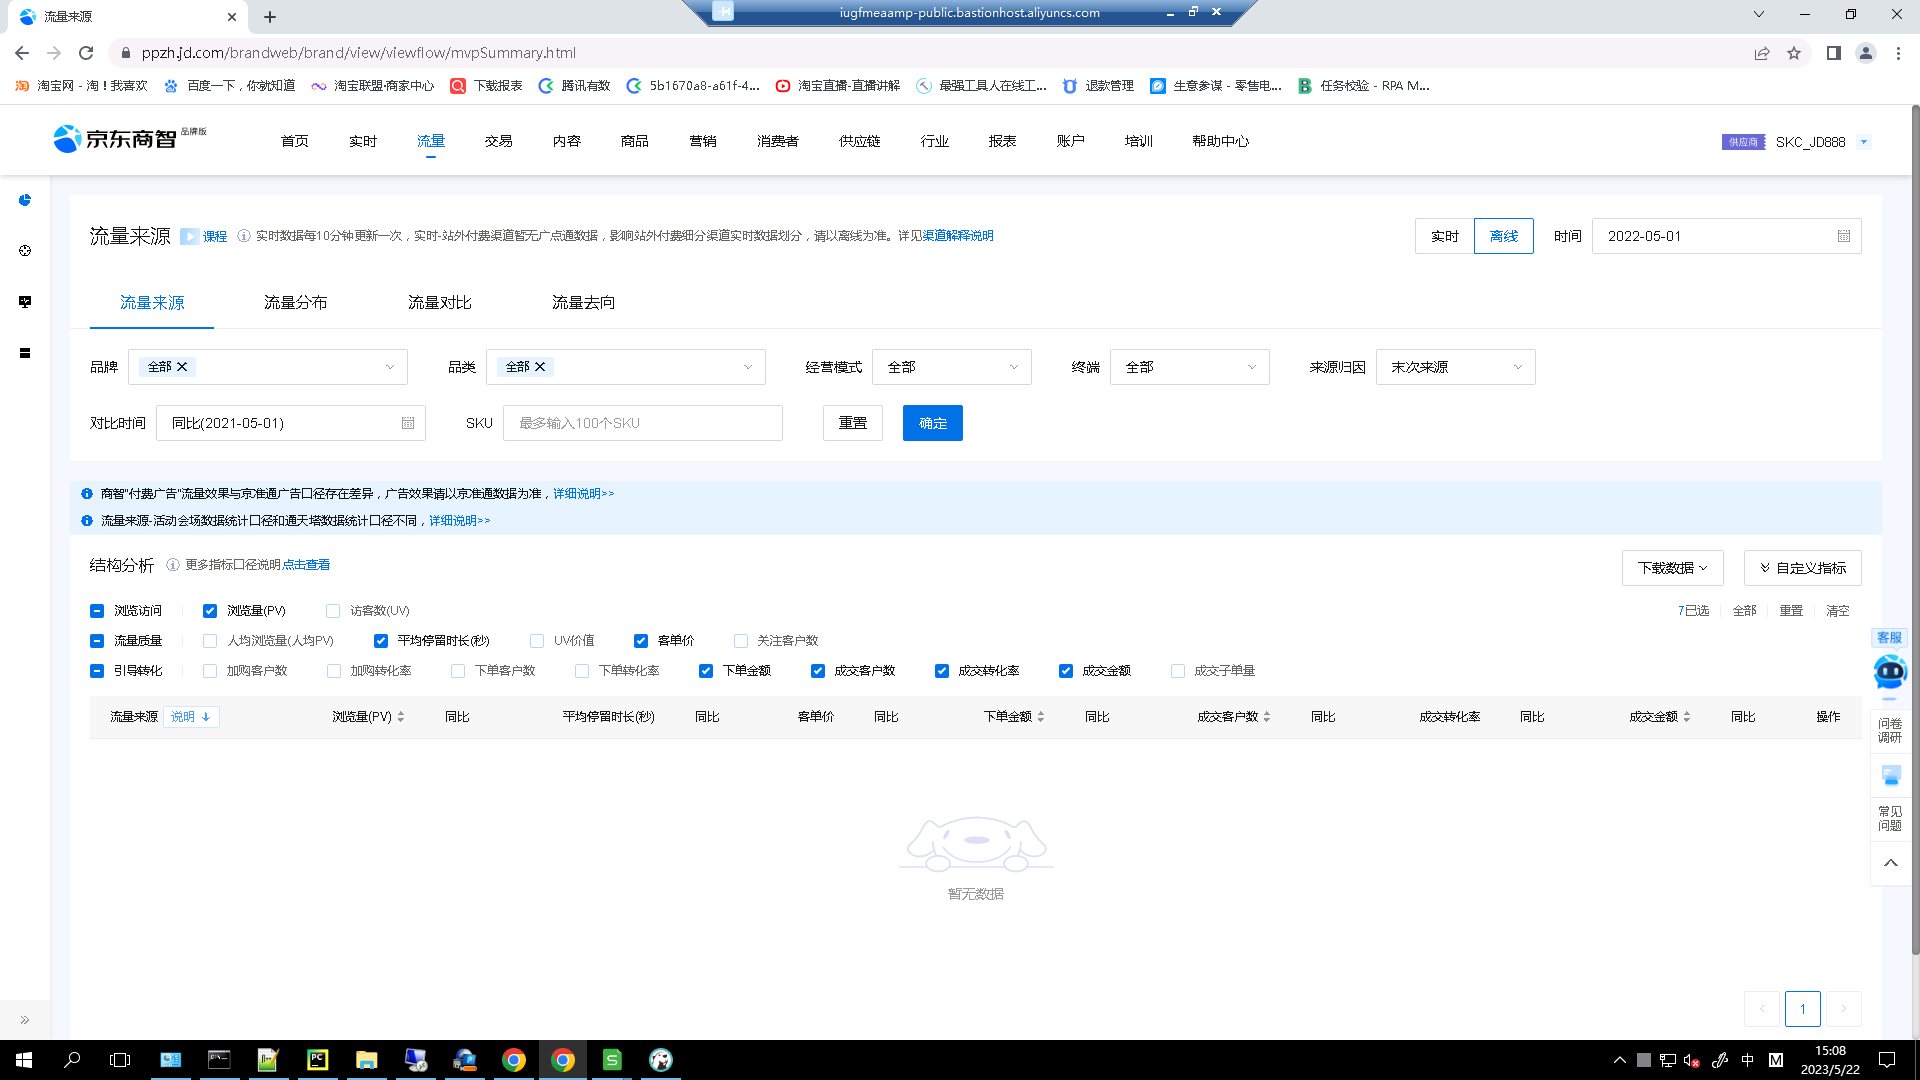 流量来源
iugfmeaamp-public.bastionhost.aliyuncs.com
ppzh.jd.com/brandweb/brand/view/viewflow/mvpSummary.html
淘宝网 - 淘！我喜欢
百度一下，你就知道
淘宝联盟·商家中心
下载报表
腾讯有数
5b1670a8-a61f-4...
淘宝直播-直播讲解
最强工具人在线工...
退款管理
生意参谋 - 零售电...
任务校验 - RPA M...
京东商智 品牌版
首页 实时 流量 交易 内容 商品 营销 消费者 供应链 行业 报表 账户 培训 帮助中心
供应商 SKC_JD888
流量来源 课程 实时数据每10分钟更新一次，实时-站外付费渠道暂无广点通数据，影响站外付费细分渠道实时数据划分，请以离线为准。详见渠道解释说明
实时 离线 时间 2022-05-01
流量来源 流量分布 流量对比 流量去向
品牌 全部 品类 全部 经营模式 全部 终端 全部 来源归因 末次来源
对比时间 同比(2021-05-01) SKU 最多输入100个SKU 重置 确定
商智"付费广告"流量效果与京准通广告口径存在差异，广告效果请以京准通数据为准，详细说明>>
流量来源-活动会场数据统计口径和通天塔数据统计口径不同，详细说明>>
结构分析 更多指标口径说明点击查看
下载数据 自定义指标
浏览访问 浏览量(PV) 访客数(UV)
7已选 全部 重置 清空
流量质量 人均浏览量(人均PV) 平均停留时长(秒) UV价值 客单价 关注客户数
引导转化 加购客户数 加购转化率 下单客户数 下单转化率 下单金额 成交客户数 成交转化率 成交金额 成交子单量
流量来源 说明 浏览量(PV) 同比 平均停留时长(秒) 同比 客单价 同比 下单金额 同比 成交客户数 同比 成交转化率 同比 成交金额 同比 操作
暂无数据
客服
问卷
调研
常见
问题
1
中 M
15:08
2023/5/22